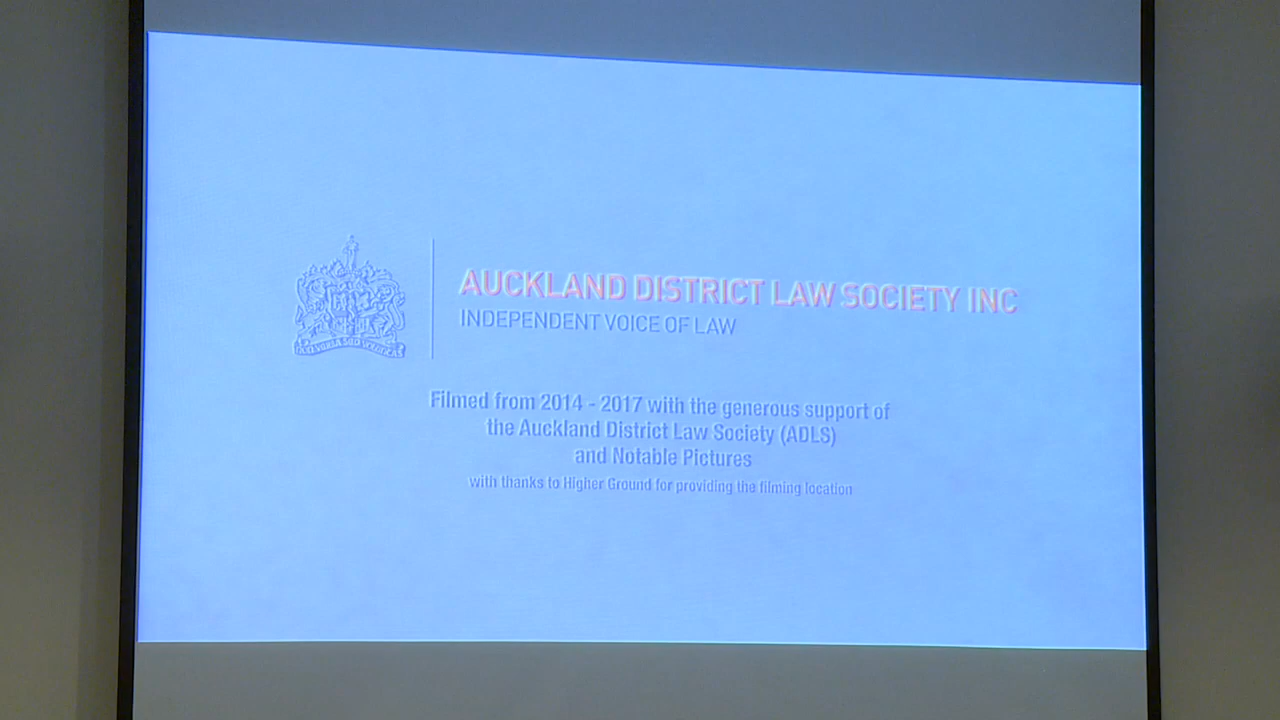 AUCKLAND DISTRICT LAW SOCIETY INC
INDEPENDENT VOICE OF LAW
Filmed from 2014 - 2017 with the generous support of
the Auckland District Law Society (ADLS)
and Notable Pictures
with thanks to Higher Ground for providing the filming location